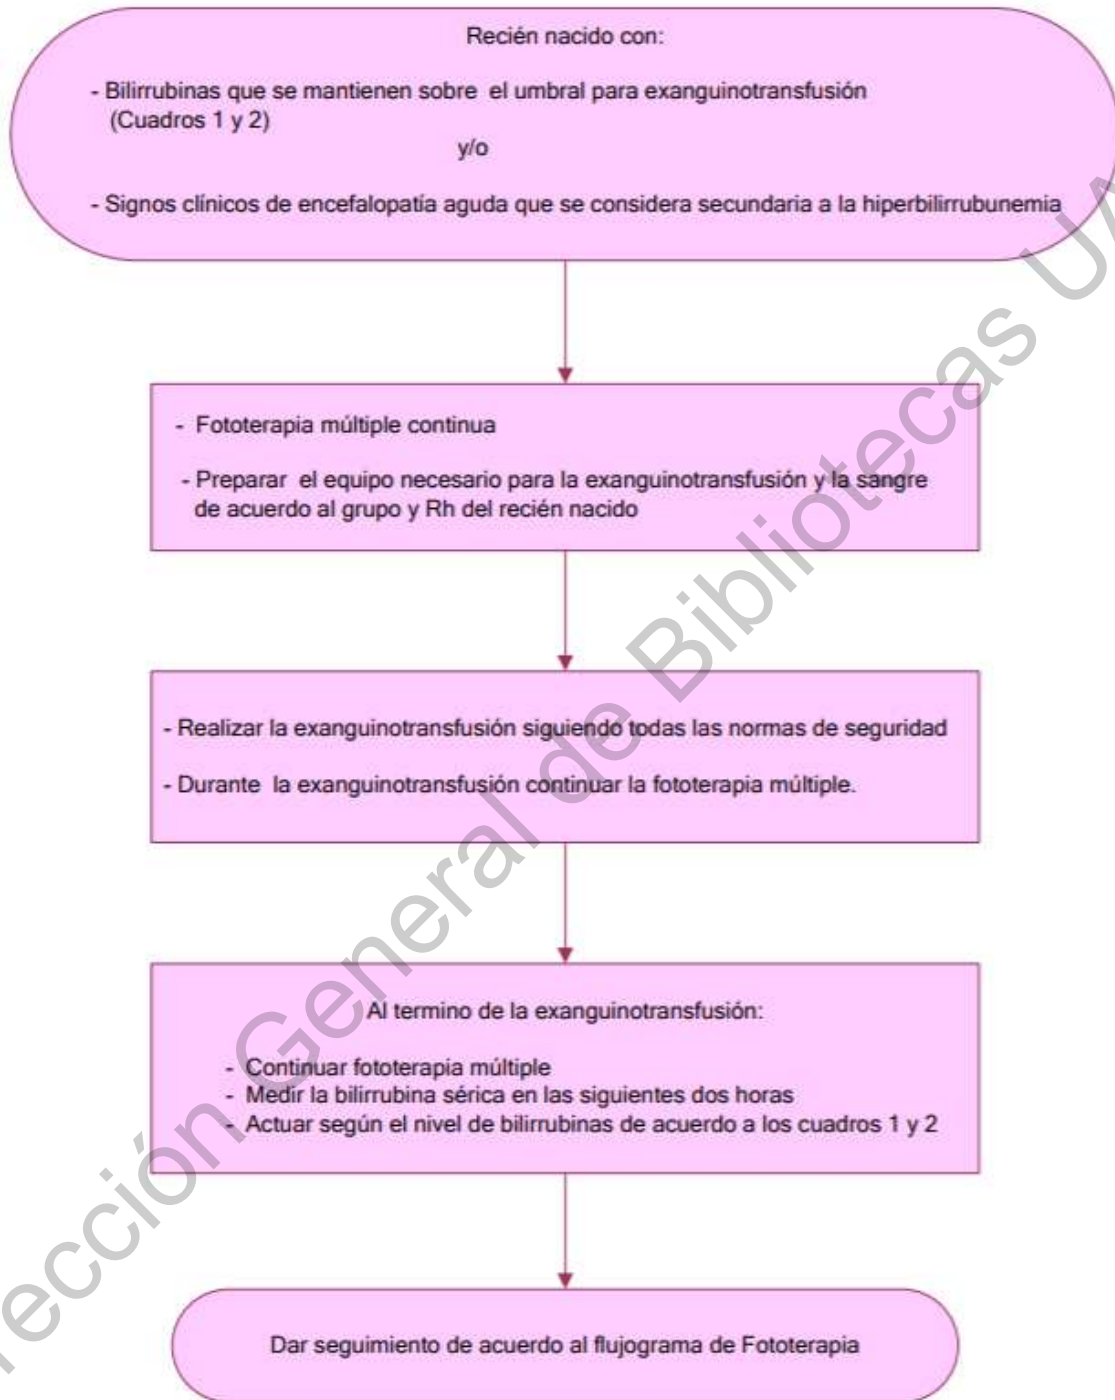 Recién nacido con:
- Bilirrubinas que se mantienen sobre el umbral para exanguinotransfusión
(Cuadros 1 y 2)
y/o
- Signos clínicos de encefalopatía aguda que se considera secundaria a la hiperbilirrubunemia
- Fototerapia múltiple continua
- Preparar el equipo necesario para la exanguinotransfusión y la sangre
de acuerdo al grupo y Rh del recién nacido
- Realizar la exanguinotransfusión siguiendo todas las normas de seguridad
- Durante la exanguinotransfusión continuar la fototerapia múltiple.
Al termino de la exanguinotransfusión:
- Continuar fototerapia múltiple
- Medir la bilirrubina sérica en las siguientes dos horas
- Actuar según el nivel de bilirrubinas de acuerdo a los cuadros 1 y 2
Dar seguimiento de acuerdo al flujograma de Fototerapia
ección General de Bibliotecas UA